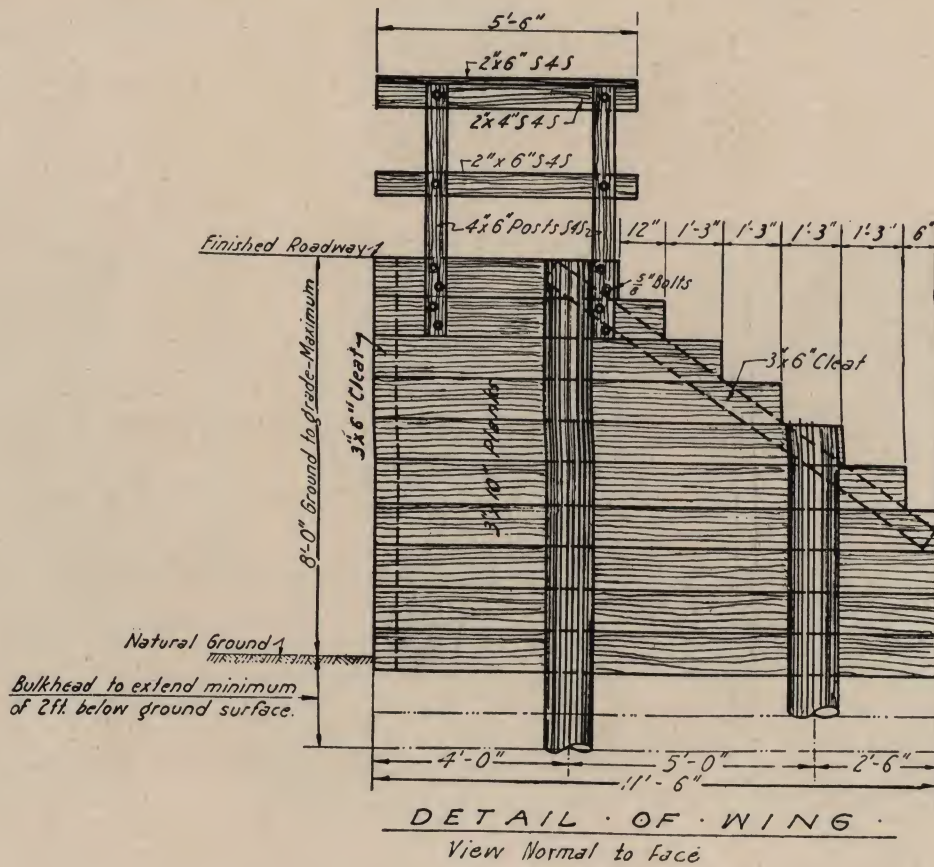 5'-6"
2"x6" S4S
2"x4" S4S
2"x6" S4S
4"x6" Posts S4S
12" 1'-3" 1'-3" 1'-3" 1'-3" 6"
Finished Roadway
5/8" Bolts
3"x6" Cleat
3"x6" Cleat
3"x10" Planks
8'-0" Ground to grade-Maximum
Natural Ground
Bulkhead to extend minimum
of 2ft. below ground surface.
4'-0" 5'-0" 2'-6"
11'-6"
DETAIL · OF · WING ·
View Normal to Face